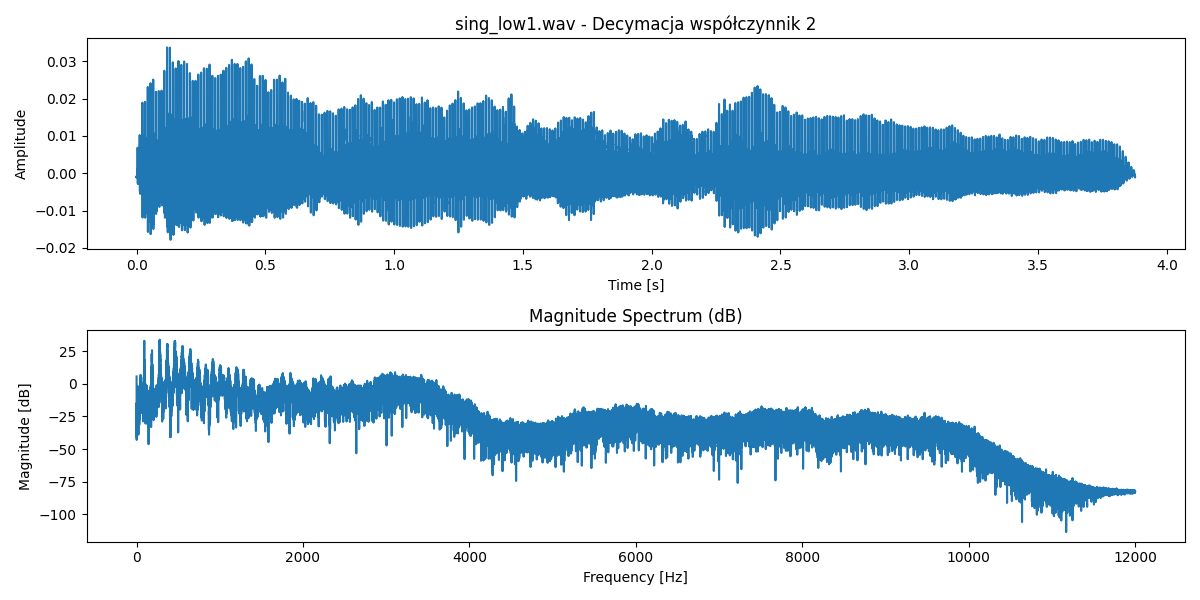 sing_low1.wav - Decymacja współczynnik 2
Amplitude
0.03
0.02
0.01
0.00
−0.01
−0.02
0.0 0.5 1.0 1.5 2.0 2.5 3.0 3.5 4.0
Time [s]
Magnitude Spectrum (dB)
Magnitude [dB]
25
0
−25
−50
−75
−100
0 2000 4000 6000 8000 10000 12000
Frequency [Hz]